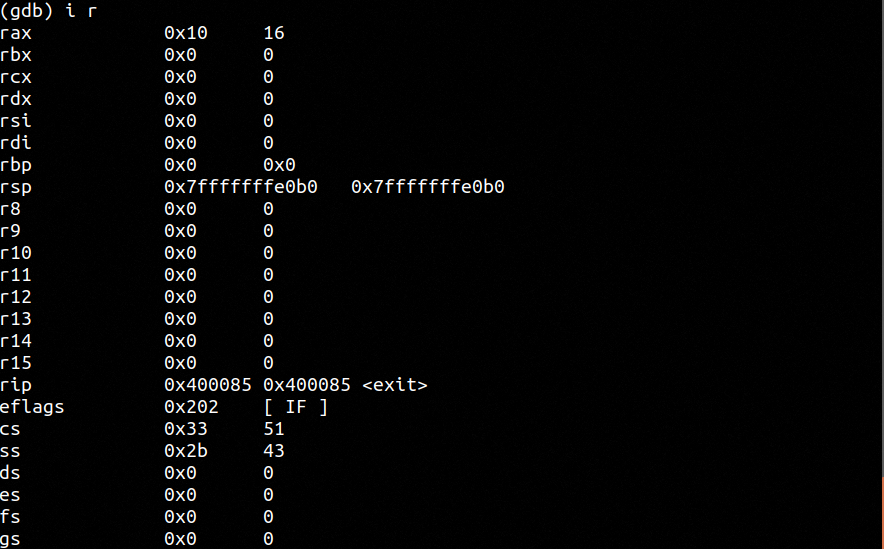 (gdb) i r
rax 0x10 16
rbx 0x0 0
rcx 0x0 0
rdx 0x0 0
rsi 0x0 0
rdi 0x0 0
rbp 0x0 0x0
rsp 0x7fffffffe0b0 0x7fffffffe0b0
r8 0x0 0
r9 0x0 0
r10 0x0 0
r11 0x0 0
r12 0x0 0
r13 0x0 0
r14 0x0 0
r15 0x0 0
rip 0x400085 0x400085 <exit>
eflags 0x202 [ IF ]
cs 0x33 51
ss 0x2b 43
ds 0x0 0
es 0x0 0
fs 0x0 0
gs 0x0 0